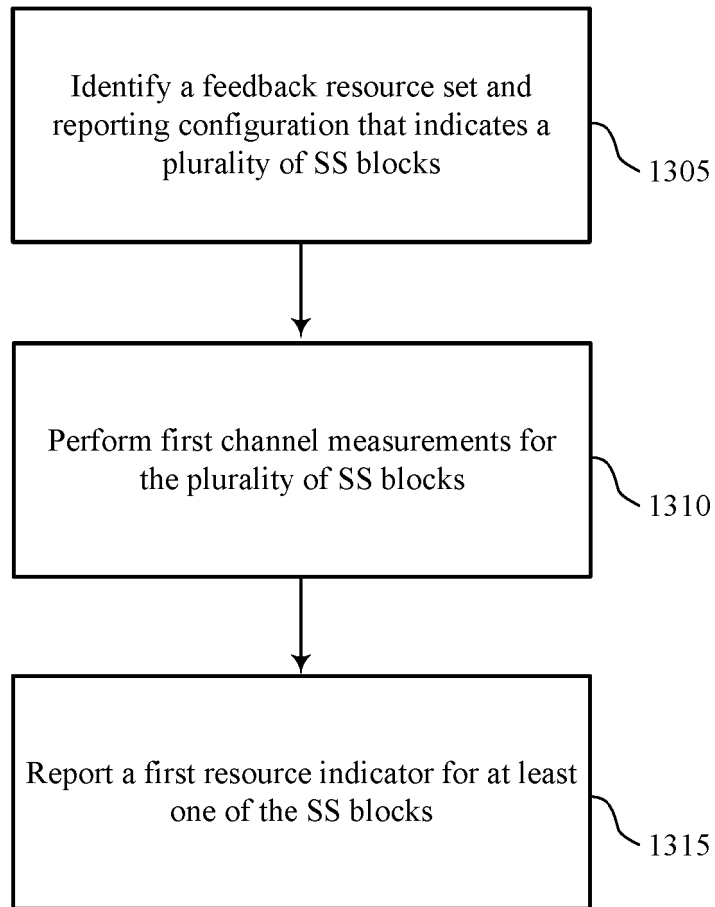 Identify a feedback resource set and
reporting configuration that indicates a
plurality of SS blocks
1305
Perform first channel measurements for
the plurality of SS blocks
1310
Report a first resource indicator for at least
one of the SS blocks
1315